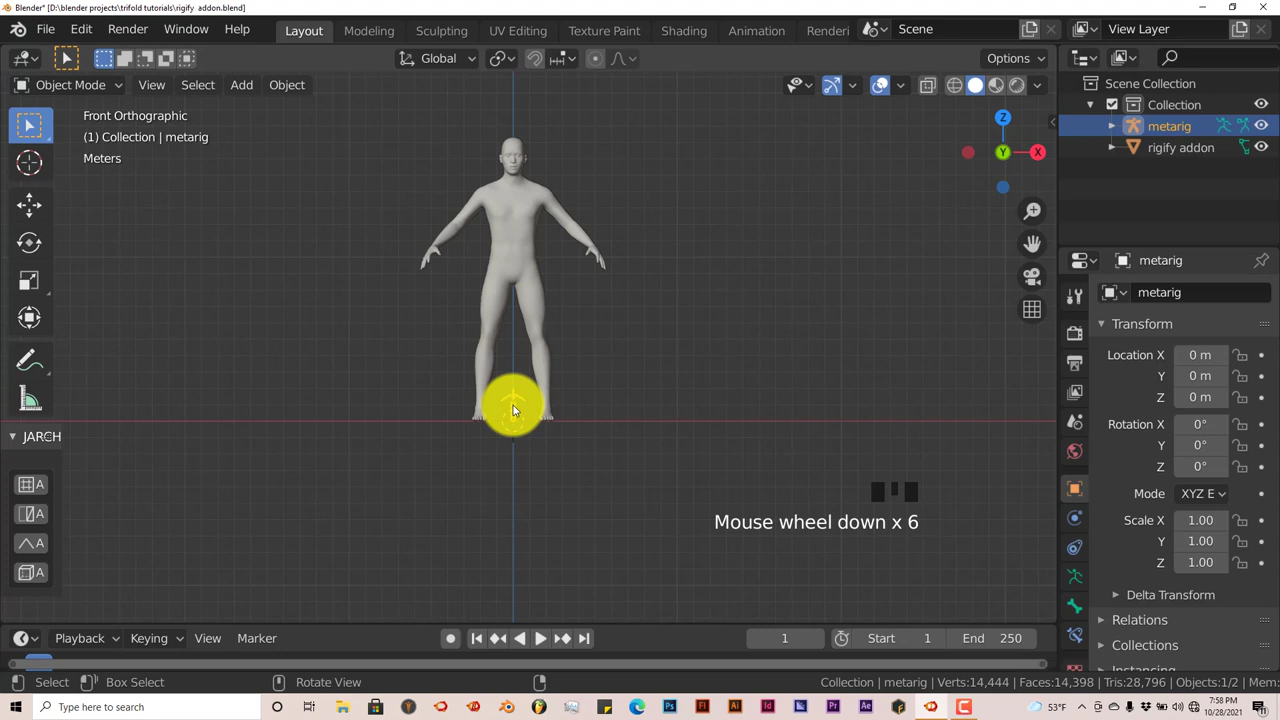 Blender* [D:\blender projects\trifold tutorials\rigify addon.blend]
File Edit Render Window Help Layout Modeling Sculpting UV Editing Texture Paint Shading Animation Renderi Scene View Layer
Global Options
Object Mode View Select Add Object
Front Orthographic
(1) Collection | metarig
Meters
Scene Collection
Collection
metarig
rigify addon
Z
Y
X
metarig
metarig
Transform
Location X 0 m
Y 0 m
Z 0 m
Rotation X 0°
Y 0°
Z 0°
Mode XYZ E
Scale X 1.00
Y 1.00
Z 1.00
Delta Transform
Relations
Collections
Instancing
JARCH
A
A
A
A
Mouse wheel down x 6
Playback Keying View Marker 1 Start 1 End 250
Select Box Select Rotate View Collection | metarig | Verts:14,444 | Faces:14,398 | Tris:28,796 | Objects:1/2 | Mem:
Type here to search 53°F 7:58 PM
10/28/2021